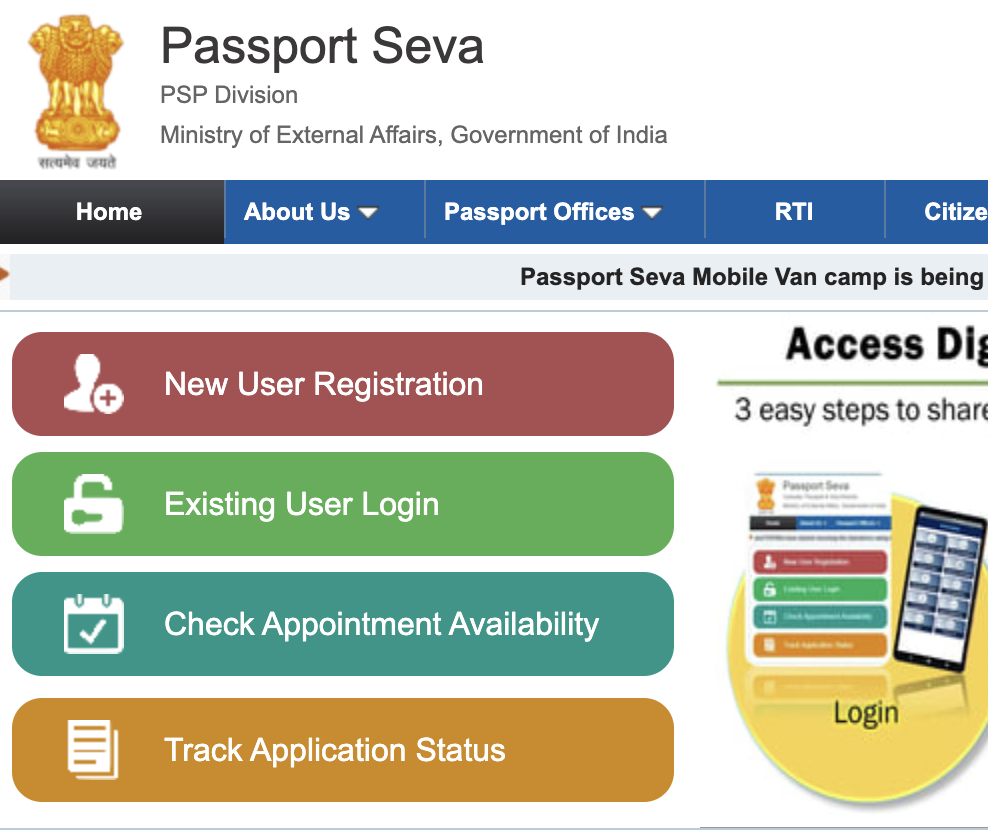 Passport Seva
PSP Division
Ministry of External Affairs, Government of India
सत्यमेव जयते
Home
About Us
Passport Offices
RTI
Citize
Passport Seva Mobile Van camp is being
New User Registration
Existing User Login
Check Appointment Availability
Track Application Status
Access Dig
3 easy steps to share
Passport Seva
New User Registration
Existing User Login
Check Appointment Availability
Track Application Status
Login